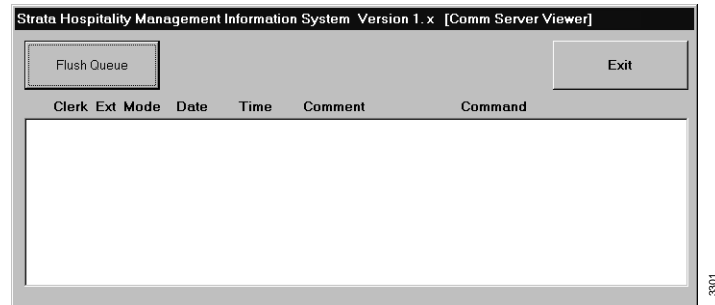 Strata Hospitality Management Information System Version 1. x [Comm Server Viewer]
Flush Queue
Exit
Clerk Ext Mode Date Time Comment Command
3301